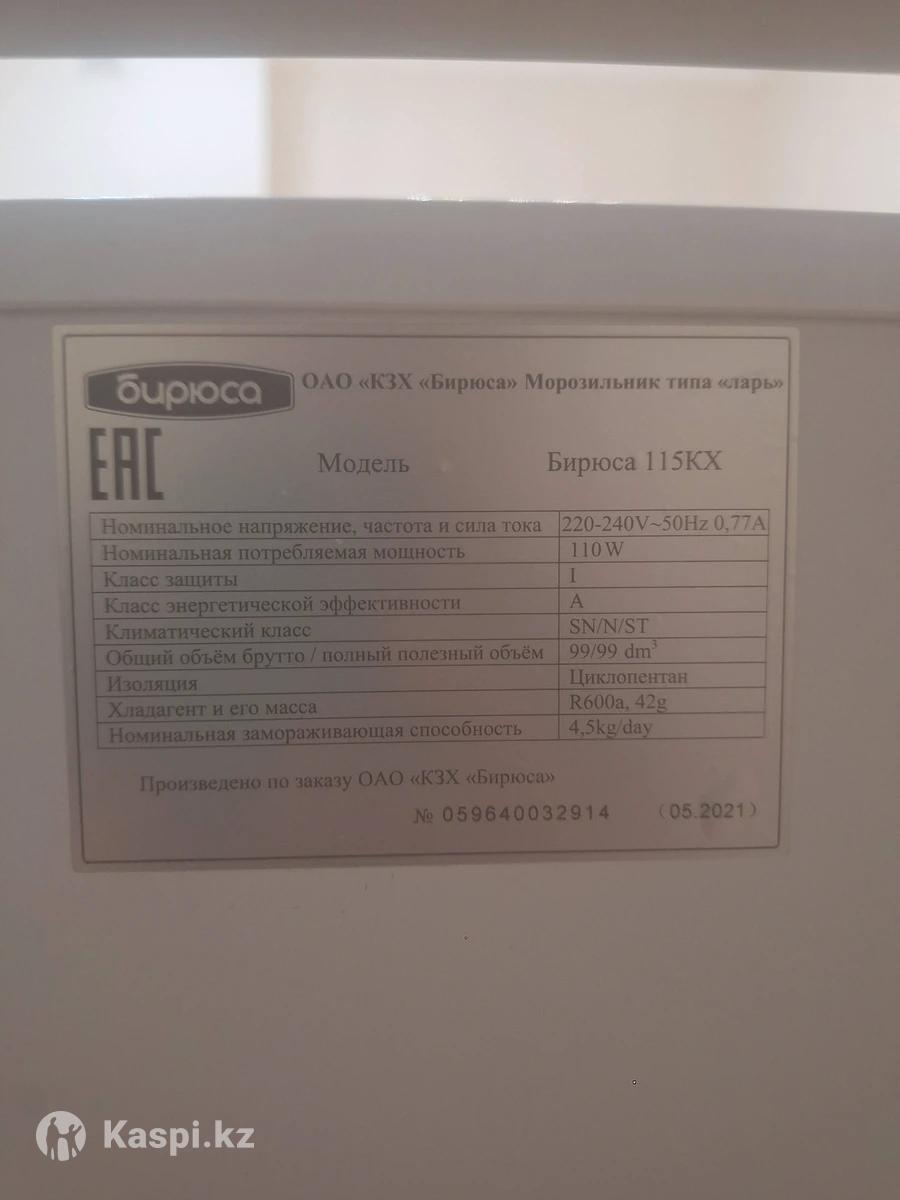 бирюса
ОАО «КЗХ «Бирюса» Морозильник типа «ларь»
ЕАС
Модель Бирюса 115КХ
Номинальное напряжение, частота и сила тока 220-240V~50Hz 0,77A
Номинальная потребляемая мощность 110W
Класс защиты I
Класс энергетической эффективности А
Климатический класс SN/N/ST
Общий объём брутто / полный полезный объём 99/99 dm³
Изоляция Циклопентан
Хладагент и его масса R600a, 42g
Номинальная замораживающая способность 4,5kg/day
Произведено по заказу ОАО «КЗХ «Бирюса»
№ 059640032914 (05.2021)
Kaspi.kz